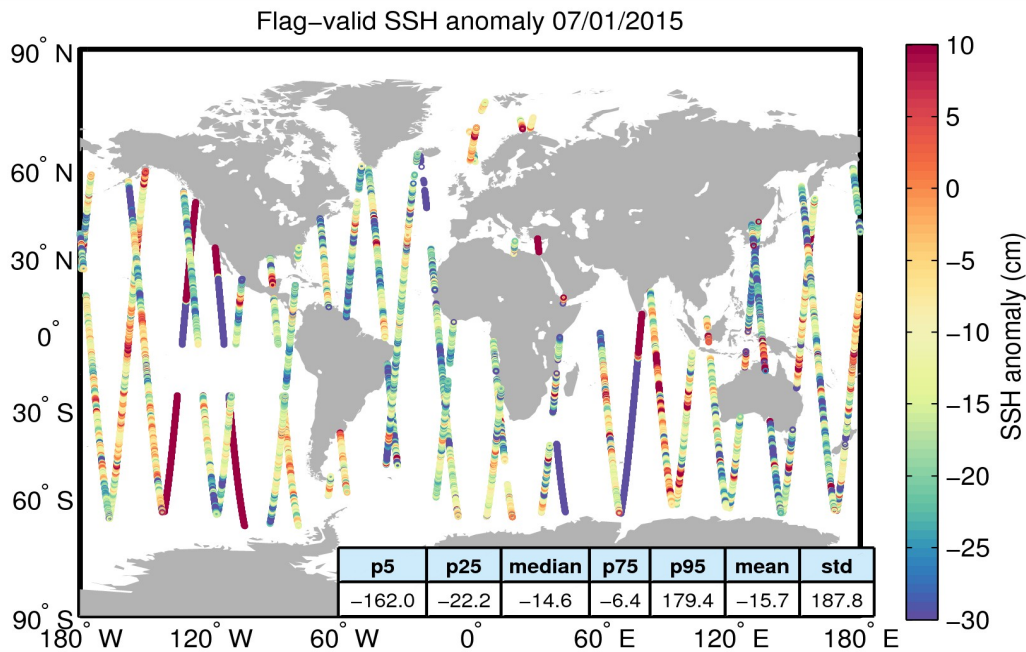 Flag−valid SSH anomaly 07/01/2015
90° N
60° N
30° N
0°
30° S
60° S
90° S
180° W
120° W
60° W
0°
60° E
120° E
180° E
p5 p25 median p75 p95 mean std
−162.0 −22.2 −14.6 −6.4 179.4 −15.7 187.8
10
5
0
−5
−10
−15
−20
−25
−30
SSH anomaly (cm)